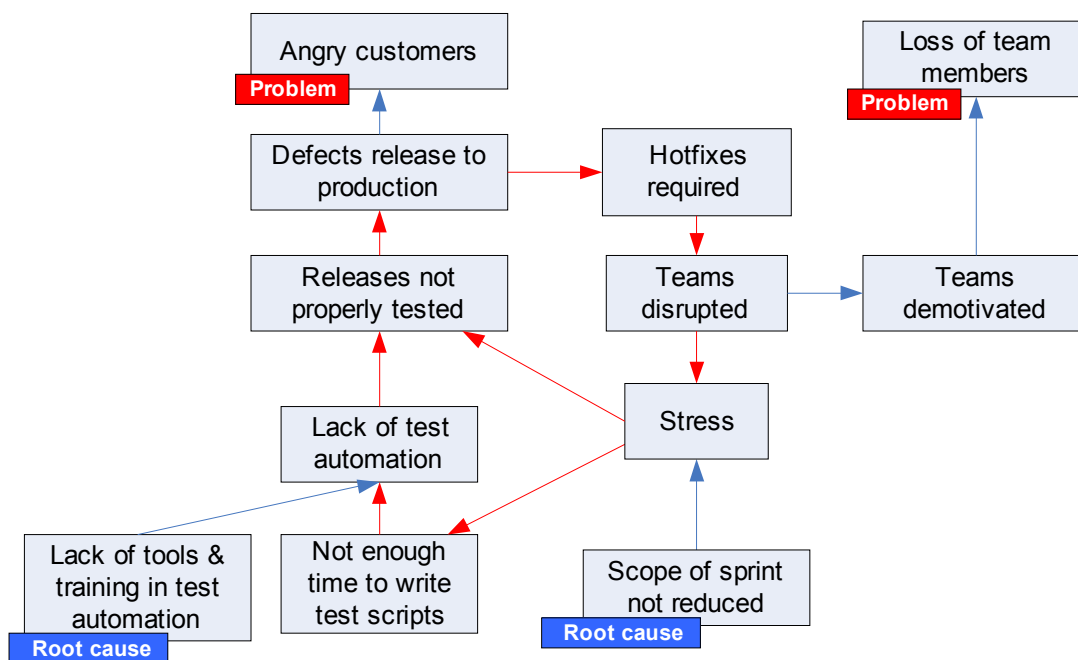 Angry customers
Problem
Loss of team
members
Problem
Defects release to
production
Hotfixes
required
Releases not
properly tested
Teams
disrupted
Teams
demotivated
Lack of test
automation
Stress
Lack of tools &
training in test
automation
Root cause
Not enough
time to write
test scripts
Scope of sprint
not reduced
Root cause